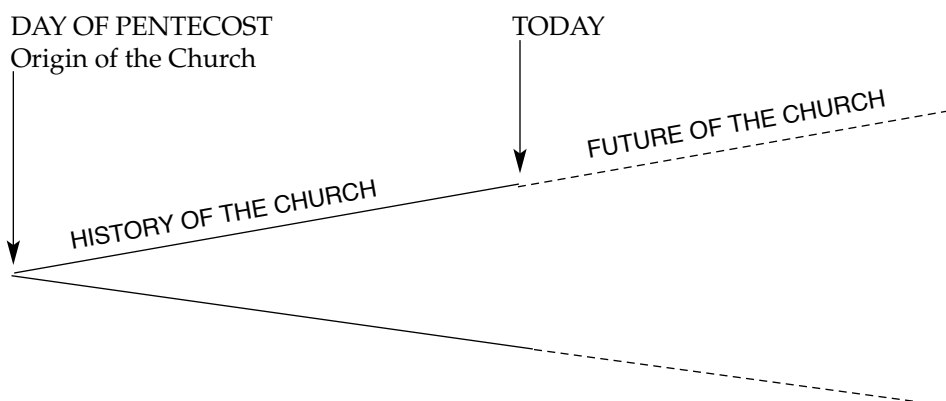 DAY OF PENTECOST
Origin of the Church
TODAY
HISTORY OF THE CHURCH
FUTURE OF THE CHURCH